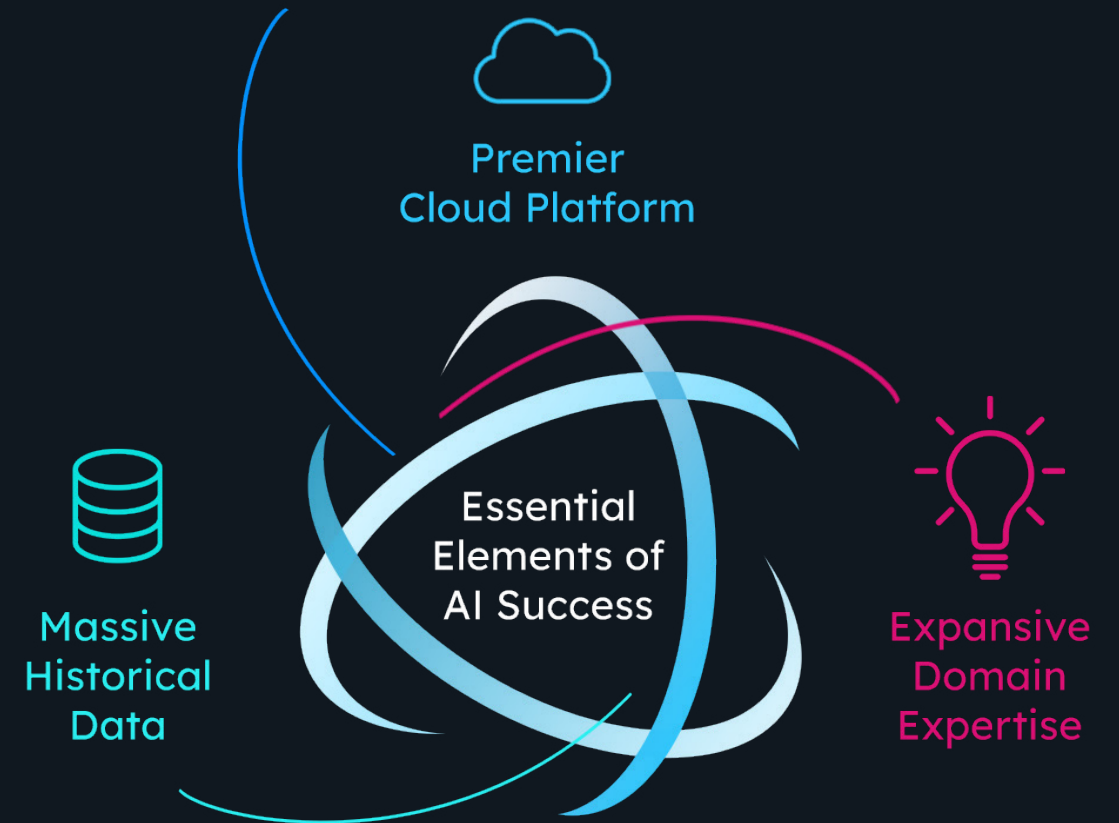 Premier
Cloud Platform
Essential
Elements of
AI Success
Massive
Historical
Data
Expansive
Domain
Expertise